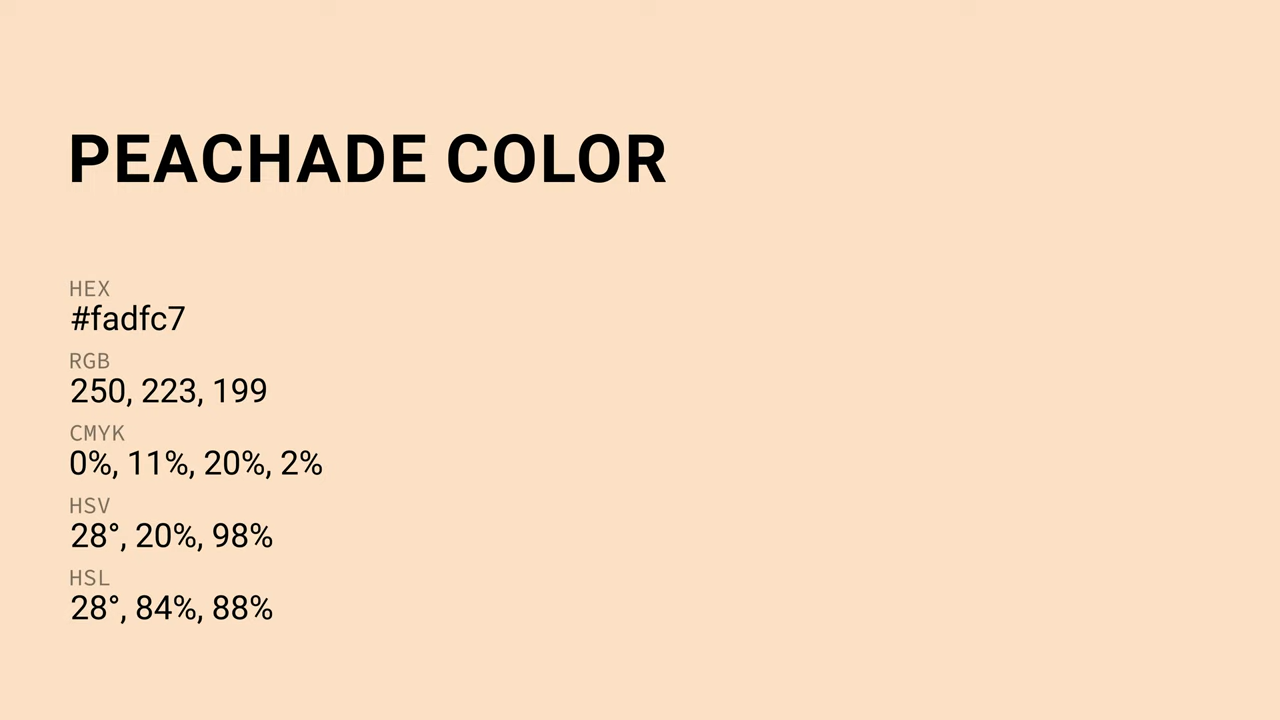 PEACHADE COLOR
HEX
#fadfc7
RGB
250, 223, 199
CMYK
0%, 11%, 20%, 2%
HSV
28°, 20%, 98%
HSL
28°, 84%, 88%